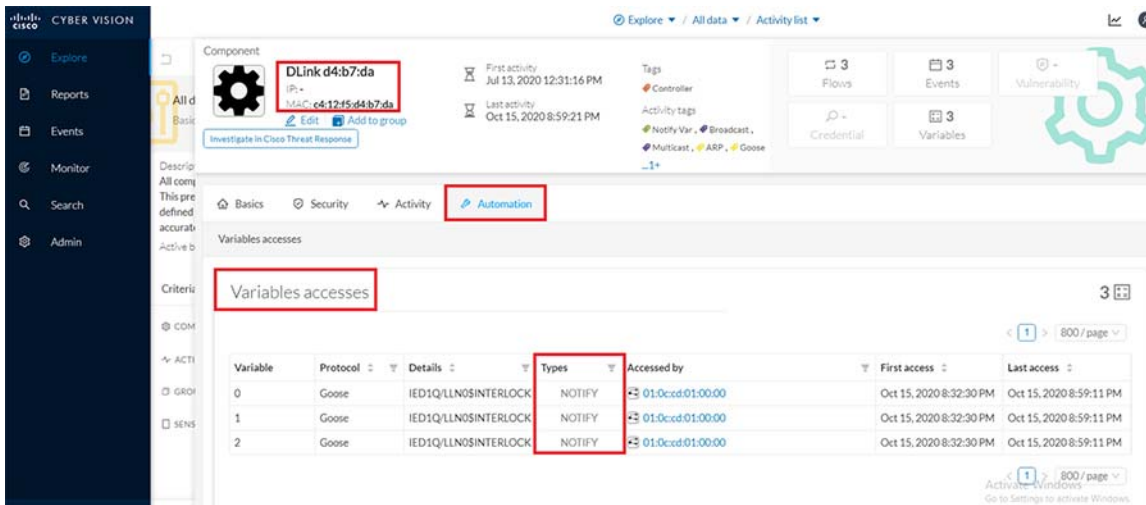 CISCO CYBER VISION
Explore / All data / Activity list
Explore
Reports
Events
Monitor
Search
Admin
All d
Basic
Descrip
All comp
This pre
defined
accurat
Active b
Criteria
COM
ACTI
GROU
SENS
Component
DLink d4:b7:da
IP: -
MAC: c4:12:f5:d4:b7:da
Edit Add to group
Investigate in Cisco Threat Response
First activity
Jul 13, 2020 12:31:16 PM
Last activity
Oct 15, 2020 8:59:21 PM
Tags
Controller
Activity tags
Notify Var , Broadcast ,
Multicast , ARP , Goose
...1+
3
Flows
3
Events
-
Vulnerability
-
Credential
3
Variables
Basics Security Activity Automation
Variables accesses
Variables accesses 3
< 1 > 800 / page
Variable Protocol Details Types Accessed by First access Last access
0 Goose IED1Q/LLN0$INTERLOCK NOTIFY 01:0c:cd:01:00:00 Oct 15, 2020 8:32:30 PM Oct 15, 2020 8:59:11 PM
1 Goose IED1Q/LLN0$INTERLOCK NOTIFY 01:0c:cd:01:00:00 Oct 15, 2020 8:32:30 PM Oct 15, 2020 8:59:11 PM
2 Goose IED1Q/LLN0$INTERLOCK NOTIFY 01:0c:cd:01:00:00 Oct 15, 2020 8:32:30 PM Oct 15, 2020 8:59:11 PM
< 1 > 800 / page
Activate Windows
Go to Settings to activate Windows.